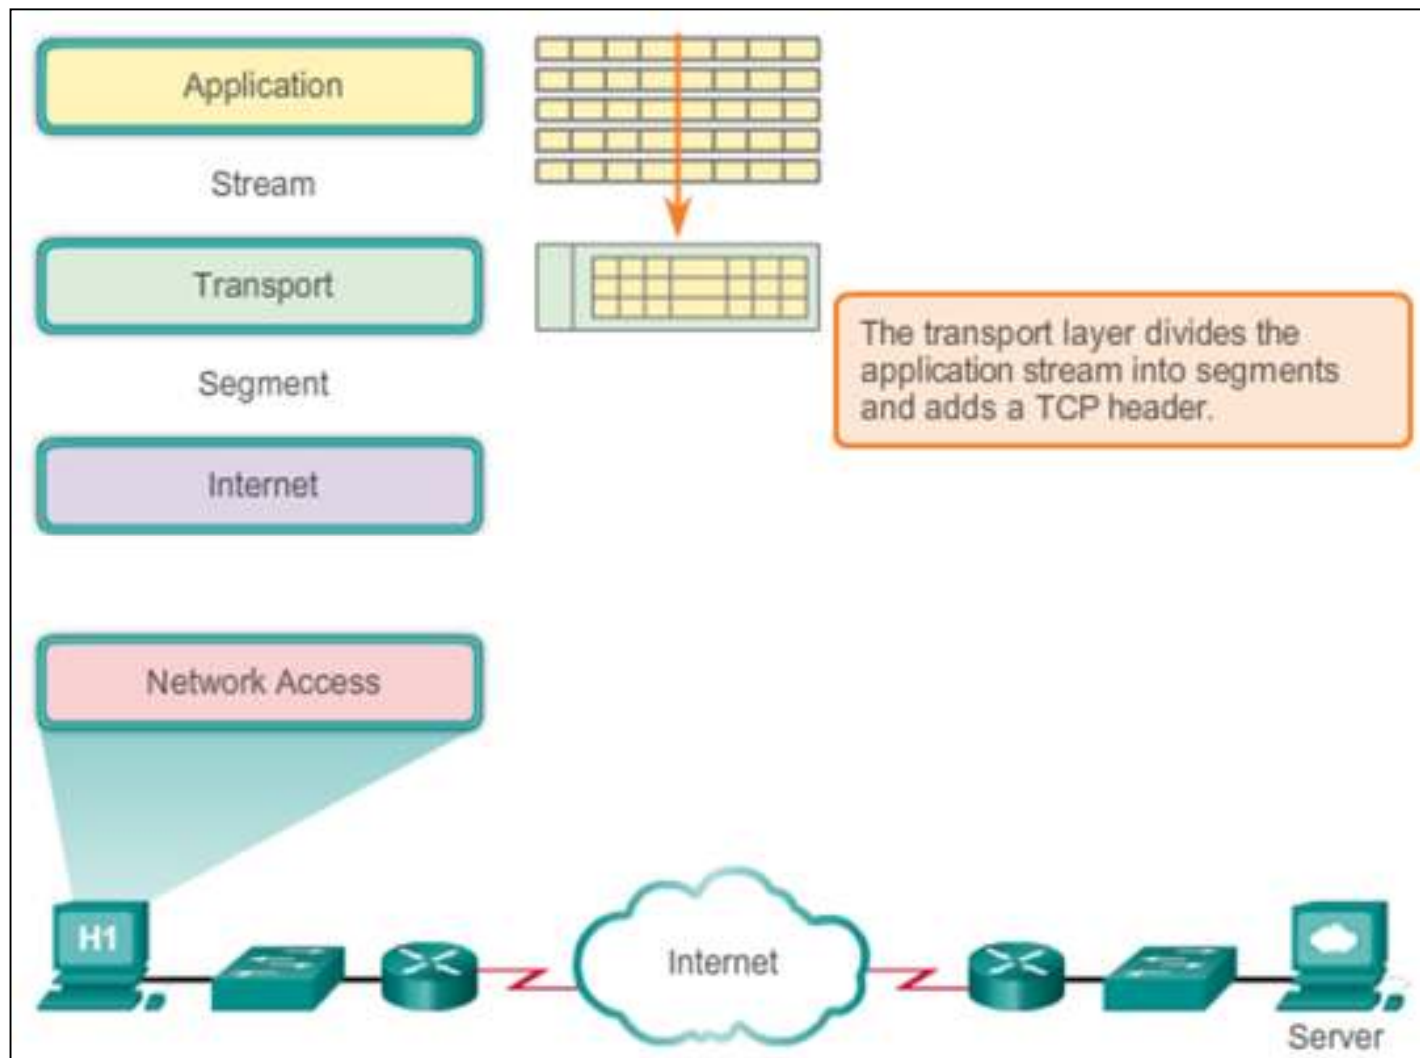 Application
Stream
Transport
The transport layer divides the
application stream into segments
and adds a TCP header.
Segment
Internet
Network Access
H1
Internet
Server